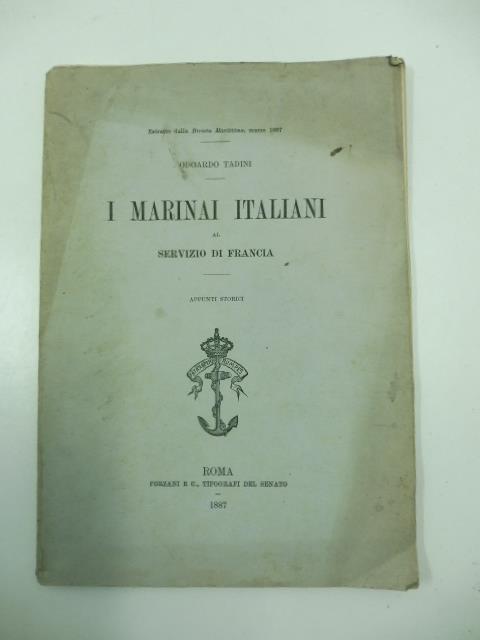 Estratto dalla Rivista Marittima, marzo 1887
ODOARDO TADINI
I MARINAI ITALIANI
AL
SERVIZIO DI FRANCIA
APPUNTI STORICI
ROMA
FORZANI E C., TIPOGRAFI DEL SENATO
1887